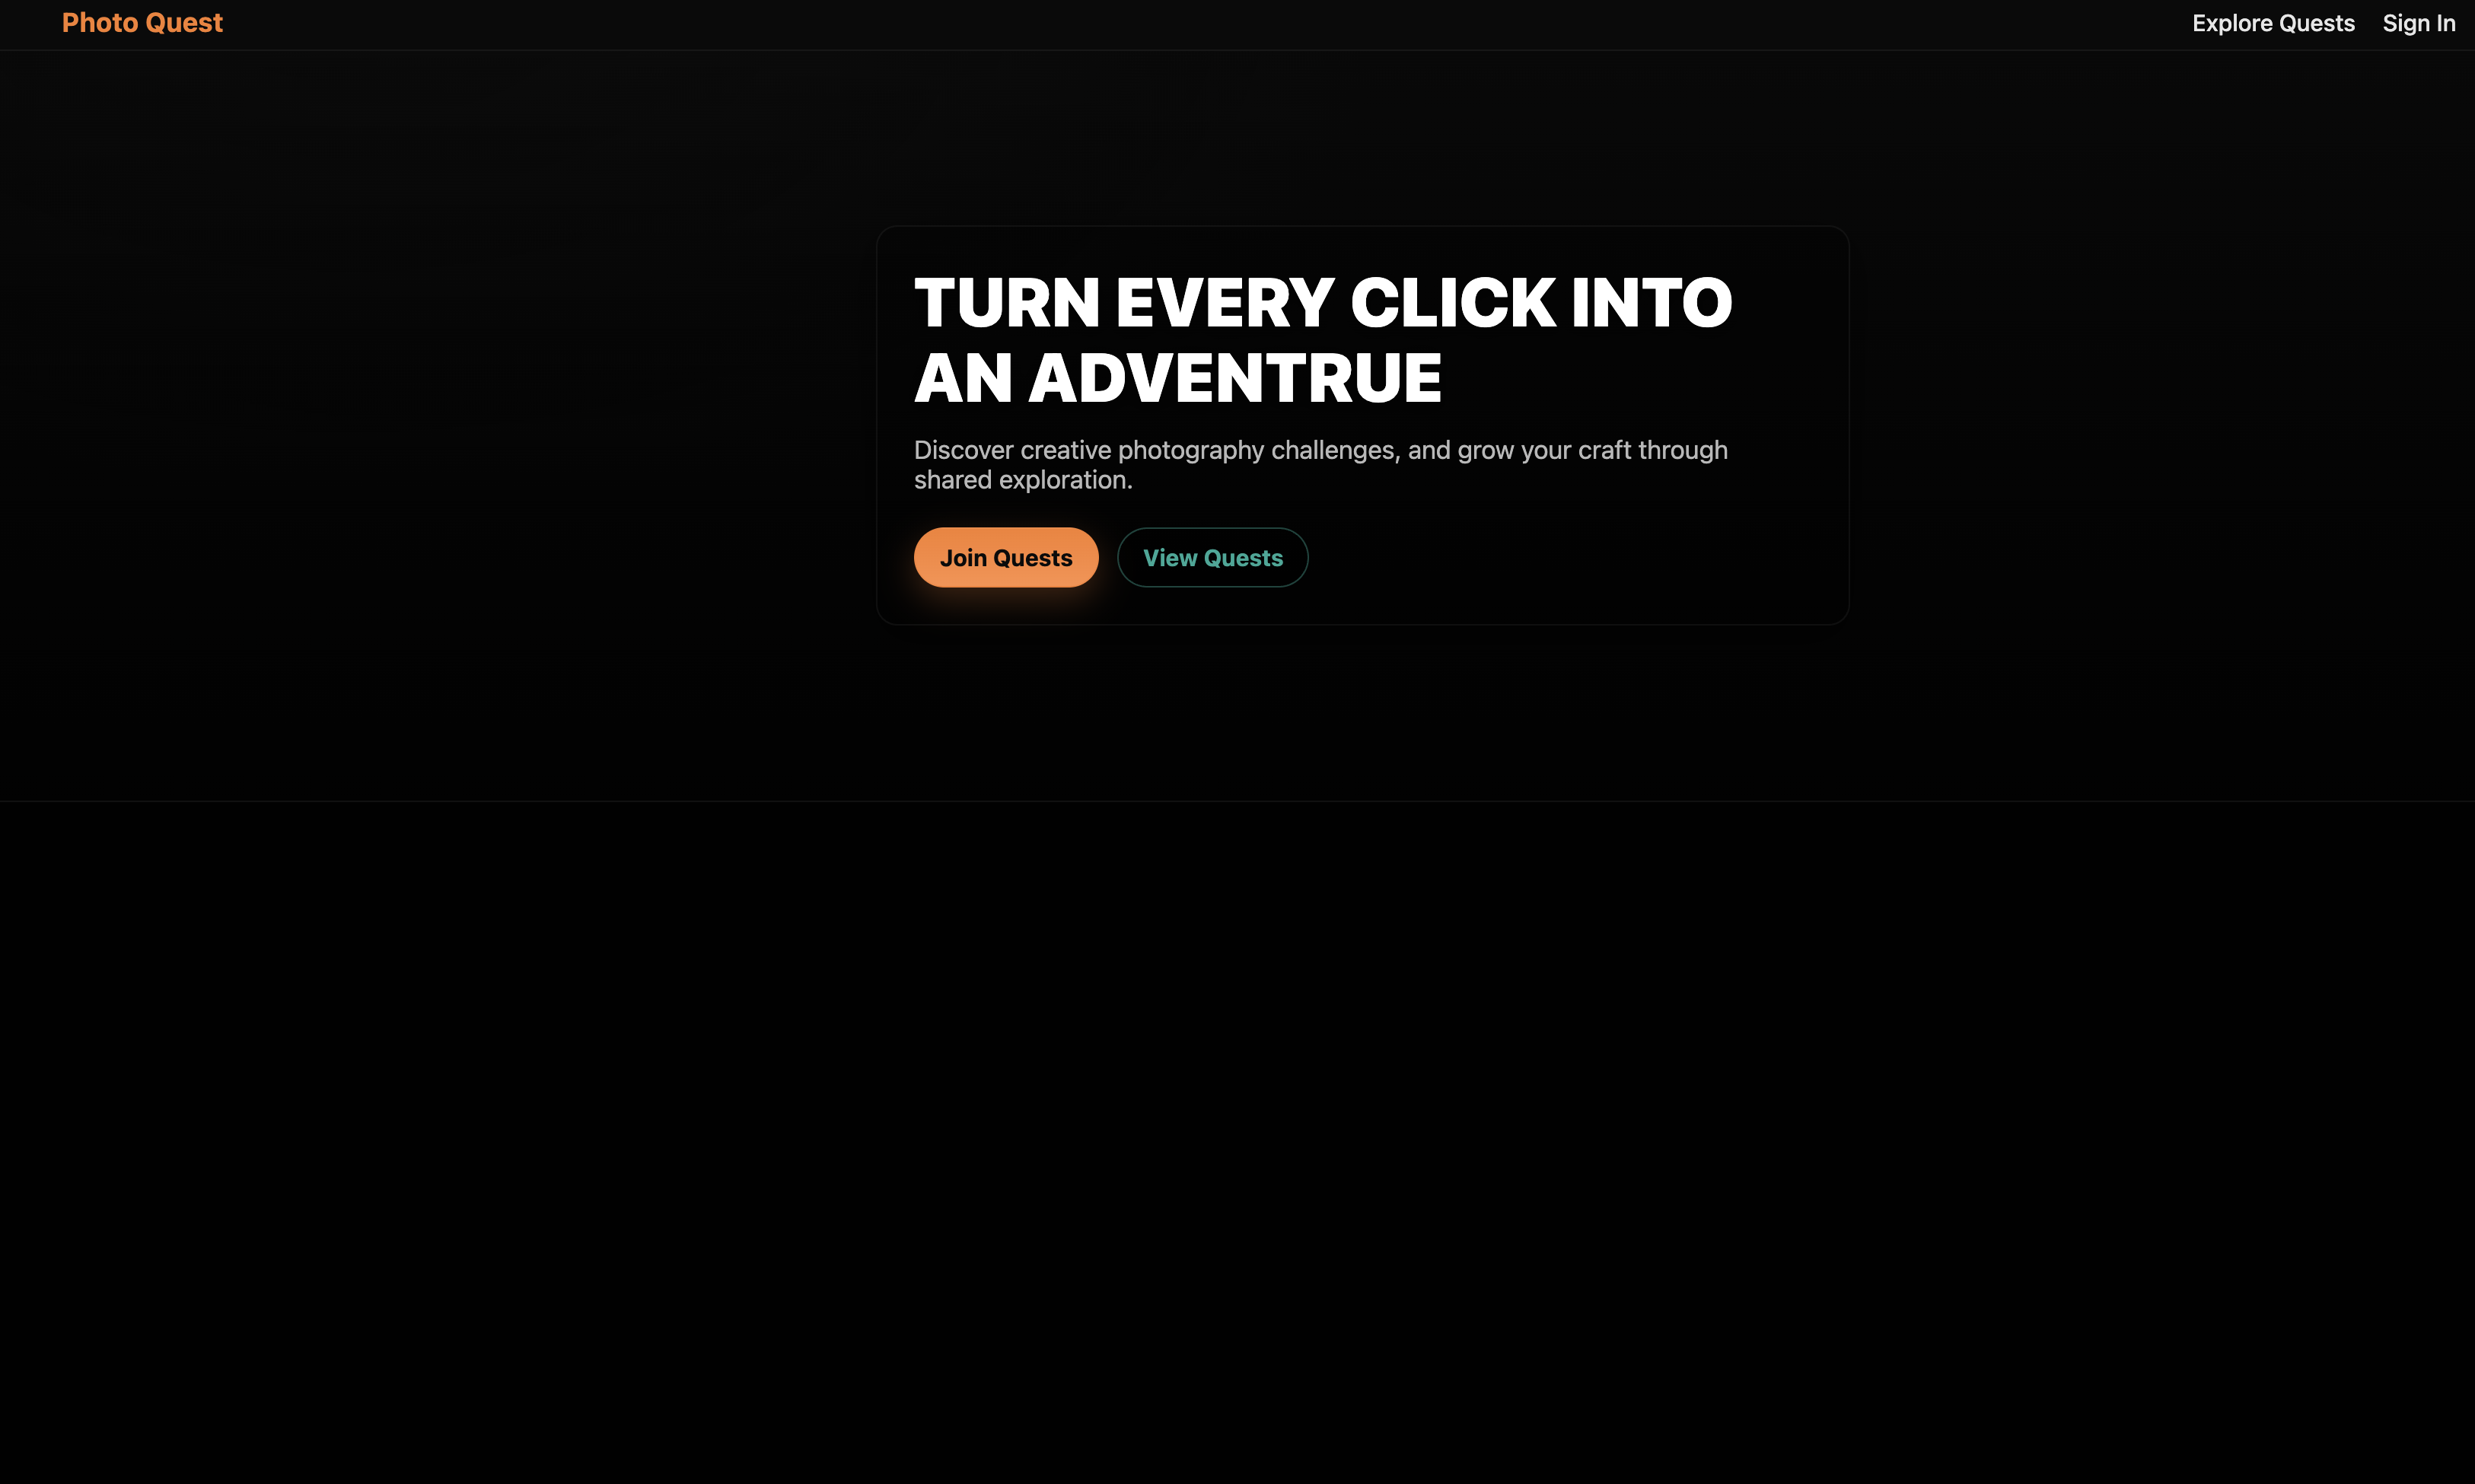 Photo Quest
Explore Quests
Sign In
TURN EVERY CLICK INTO
AN ADVENTRUE
Discover creative photography challenges, and grow your craft through
shared exploration.
Join Quests
View Quests